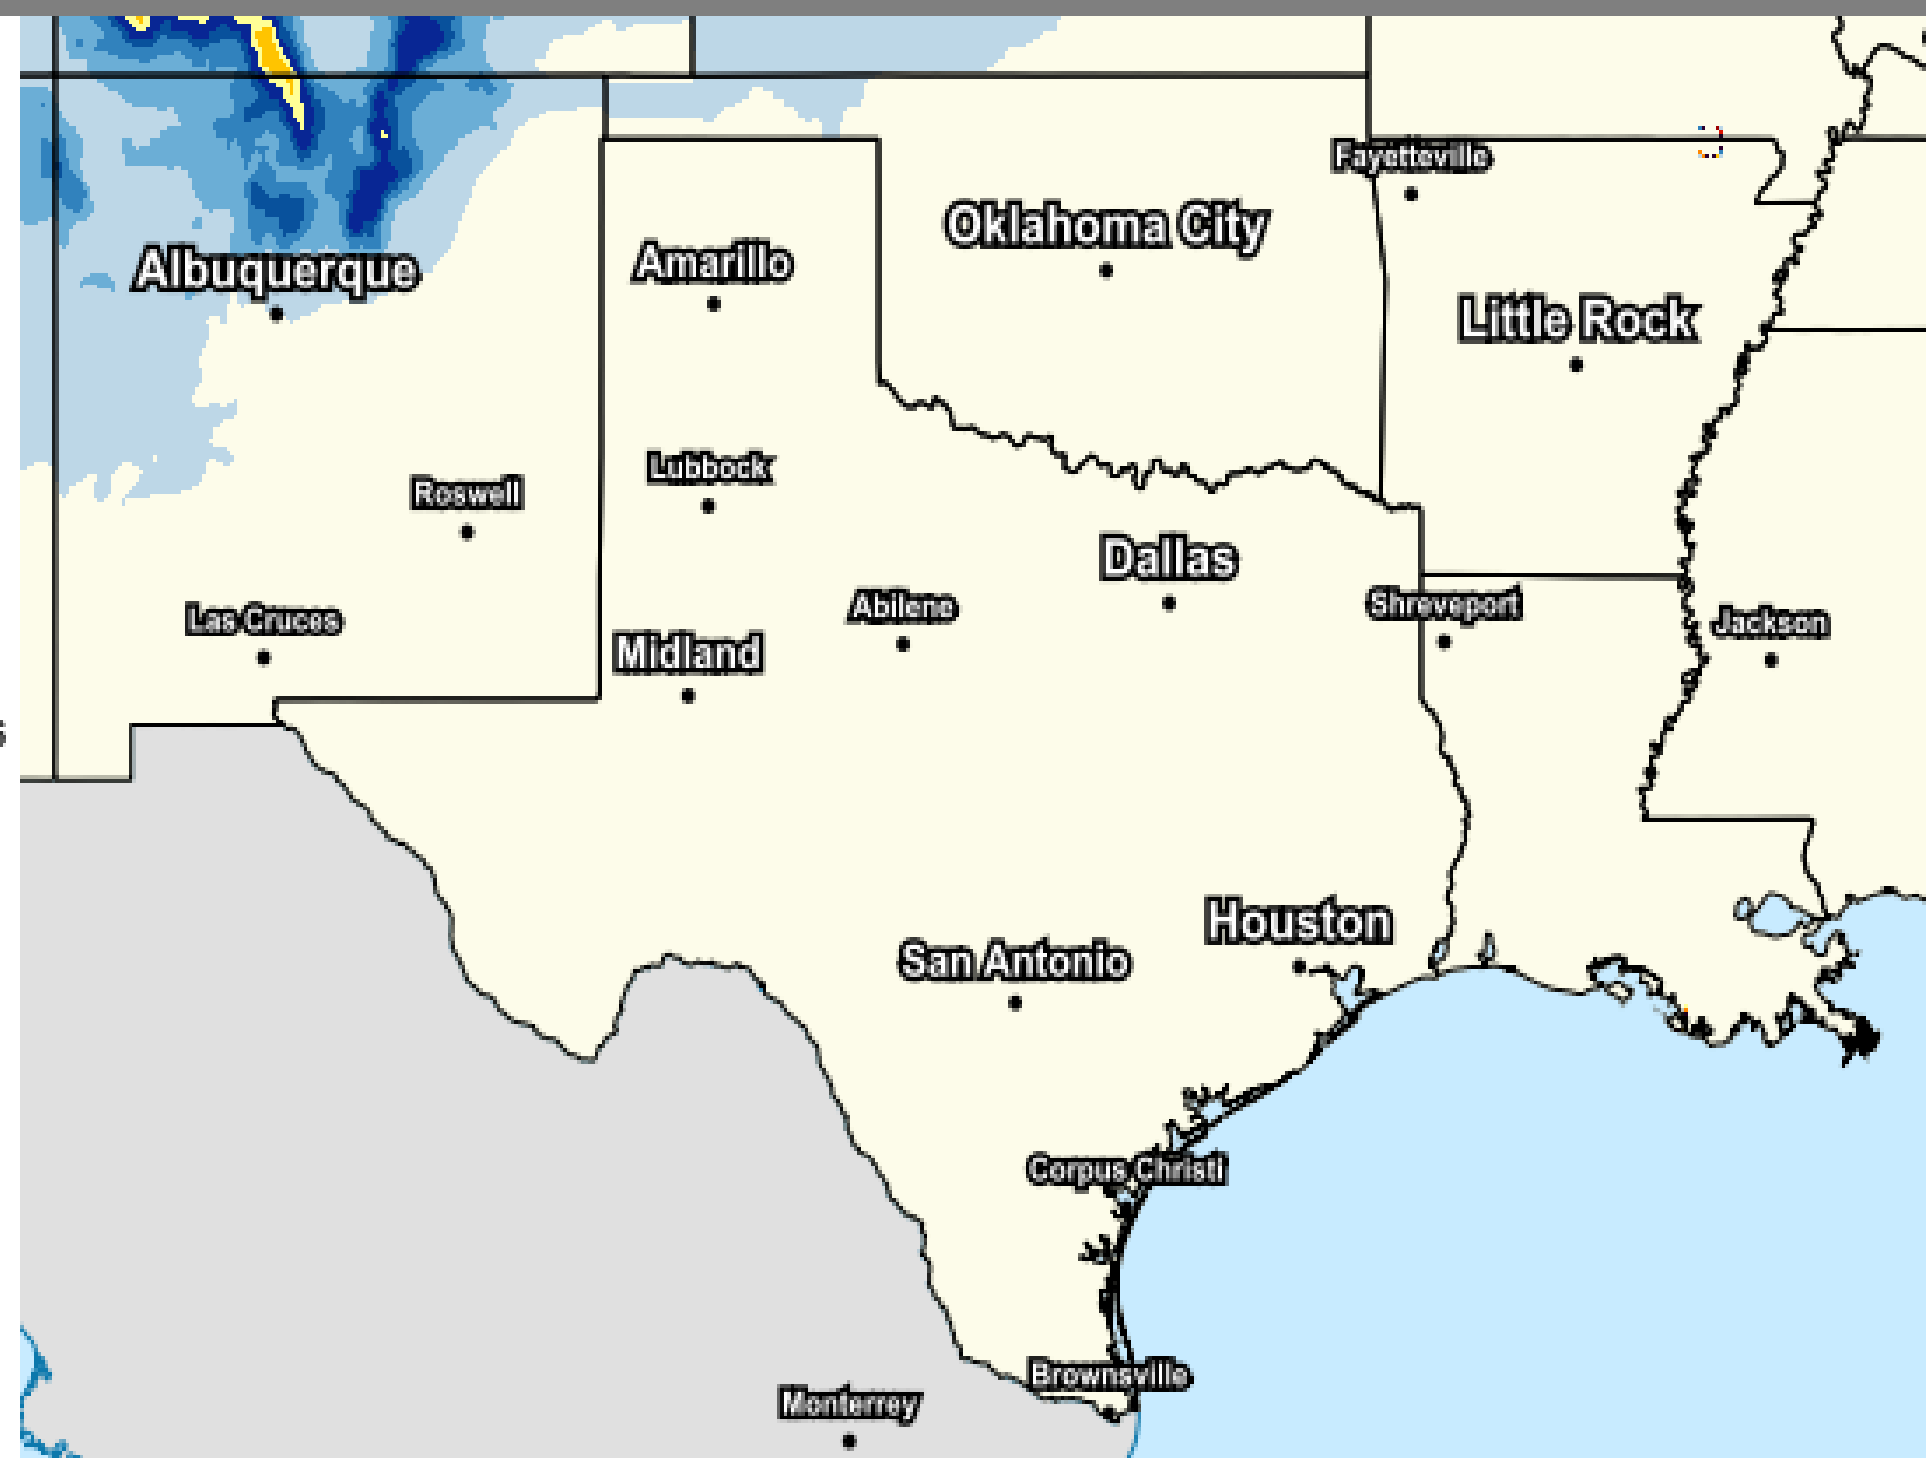 Fayetteville
Oklahoma City
Albuquerque
Amarillo
Little Rock
Lubbock
Roswell
Dallas
Abilene
Shreveport
Las Cruces
Jackson
Midland
s
Houston
San Antonio
Corpus Christi
Brownsville
Monterrey